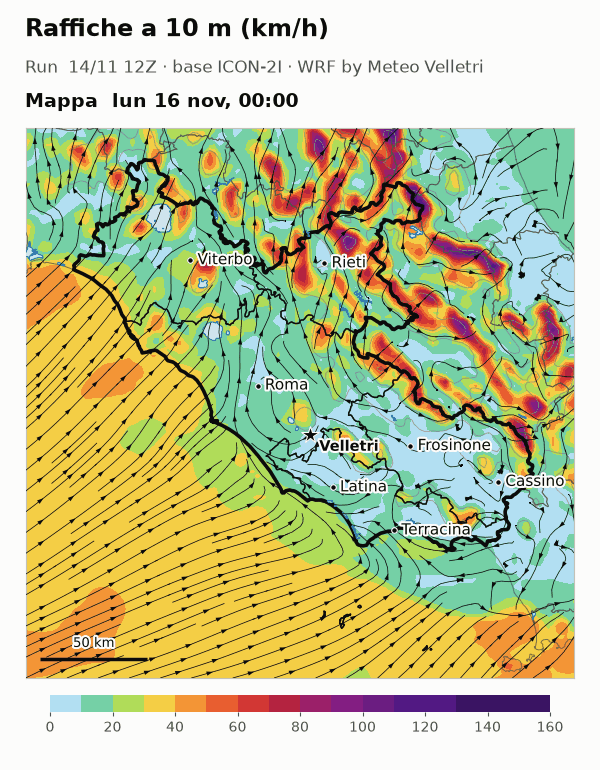 Raffiche a 10 m (km/h)
Run  14/11 12Z · base ICON-2I · WRF by Meteo Velletri
Mappa  lun 16 nov, 00:00
Viterbo
Rieti
Roma
Velletri
Frosinone
Cassino
Latina
Terracina
50 km
0 20 40 60 80 100 120 140 160